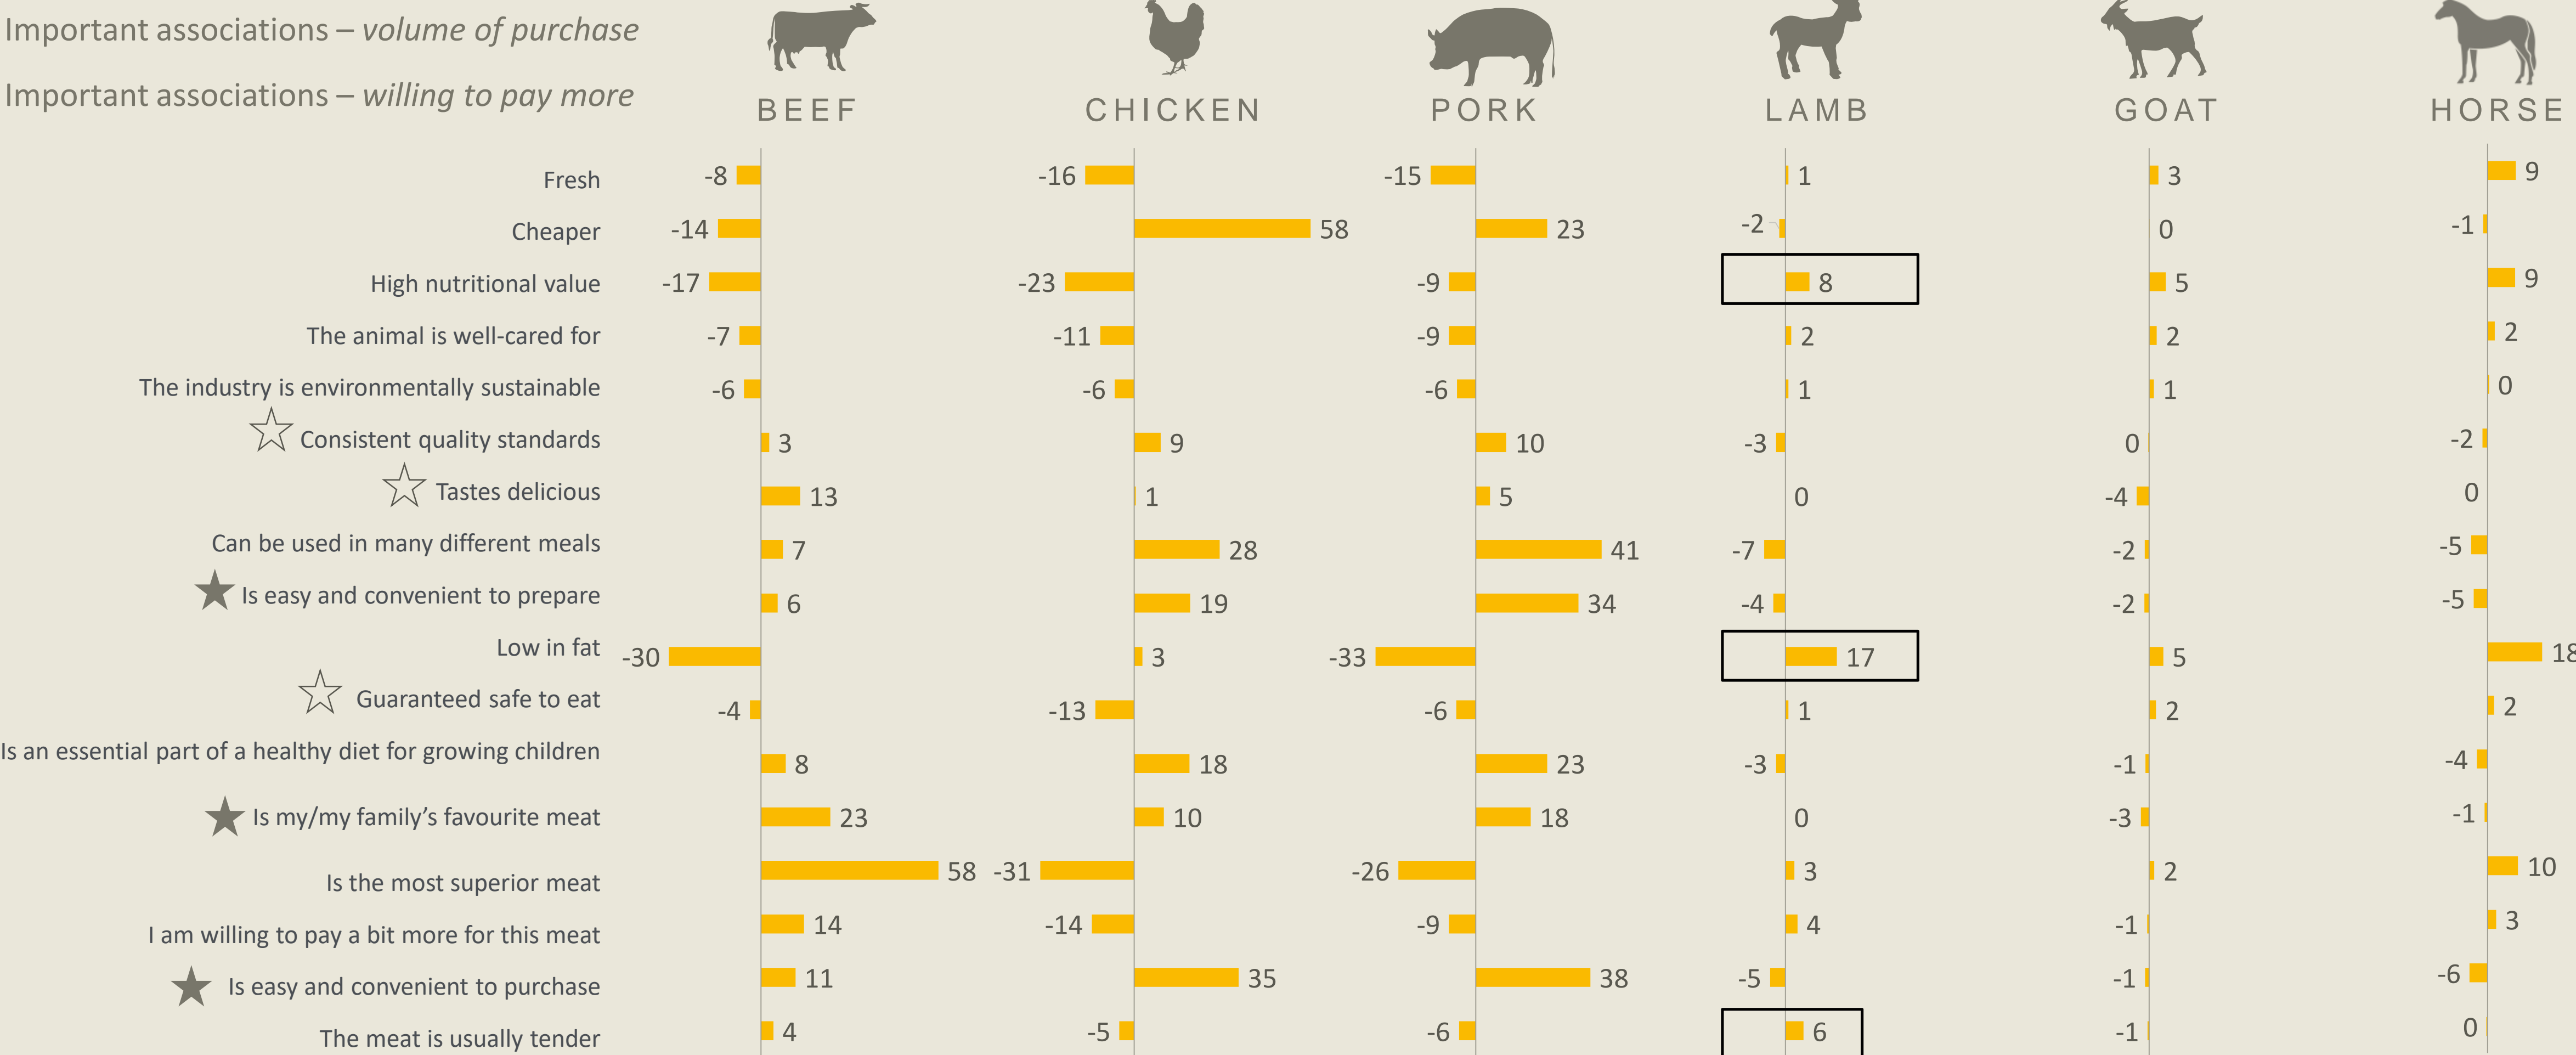 Important associations – volume of purchase
Important associations – willing to pay more
BEEF CHICKEN PORK LAMB GOAT HORSE
Fresh -8 -16 -15 1 3 9
Cheaper -14 58 23 -2 0 -1
High nutritional value -17 -23 -9 8 5 9
The animal is well-cared for -7 -11 -9 2 2 2
The industry is environmentally sustainable -6 -6 -6 1 1 0
Consistent quality standards 3 9 10 -3 0 -2
Tastes delicious 13 1 5 0 -4 0
Can be used in many different meals 7 28 41 -7 -2 -5
Is easy and convenient to prepare 6 19 34 -4 -2 -5
Low in fat -30 3 -33 17 5 18
Guaranteed safe to eat -4 -13 -6 1 2 2
Is an essential part of a healthy diet for growing children 8 18 23 -3 -1 -4
Is my/my family’s favourite meat 23 10 18 0 -3 -1
Is the most superior meat 58 -31 -26 3 2 10
I am willing to pay a bit more for this meat 14 -14 -9 4 -1 3
Is easy and convenient to purchase 11 35 38 -5 -1 -6
The meat is usually tender 4 -5 -6 6 -1 0